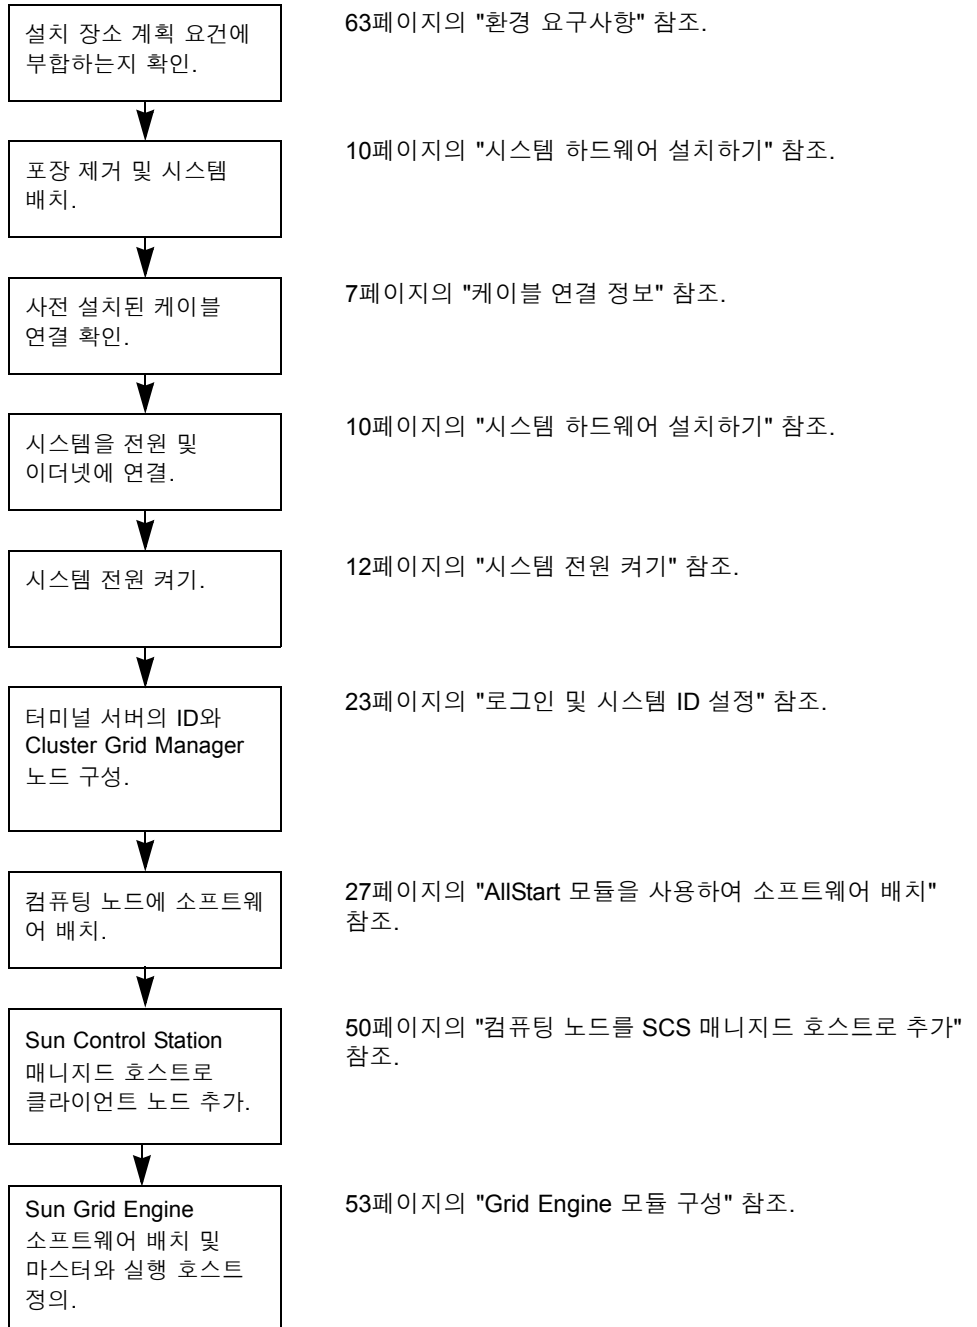 설치 장소 계획 요건에
부합하는지 확인.
63페이지의 "환경 요구사항" 참조.
포장 제거 및 시스템
배치.
10페이지의 "시스템 하드웨어 설치하기" 참조.
사전 설치된 케이블
연결 확인.
7페이지의 "케이블 연결 정보" 참조.
시스템을 전원 및
이더넷에 연결.
10페이지의 "시스템 하드웨어 설치하기" 참조.
시스템 전원 켜기.
12페이지의 "시스템 전원 켜기" 참조.
터미널 서버의 ID와
Cluster Grid Manager
노드 구성.
23페이지의 "로그인 및 시스템 ID 설정" 참조.
컴퓨팅 노드에 소프트웨
어 배치.
27페이지의 "AllStart 모듈을 사용하여 소프트웨어 배치"
참조.
Sun Control Station
매니지드 호스트로
클라이언트 노드 추가.
50페이지의 "컴퓨팅 노드를 SCS 매니지드 호스트로 추가"
참조.
Sun Grid Engine
소프트웨어 배치 및
마스터와 실행 호스트
정의.
53페이지의 "Grid Engine 모듈 구성" 참조.